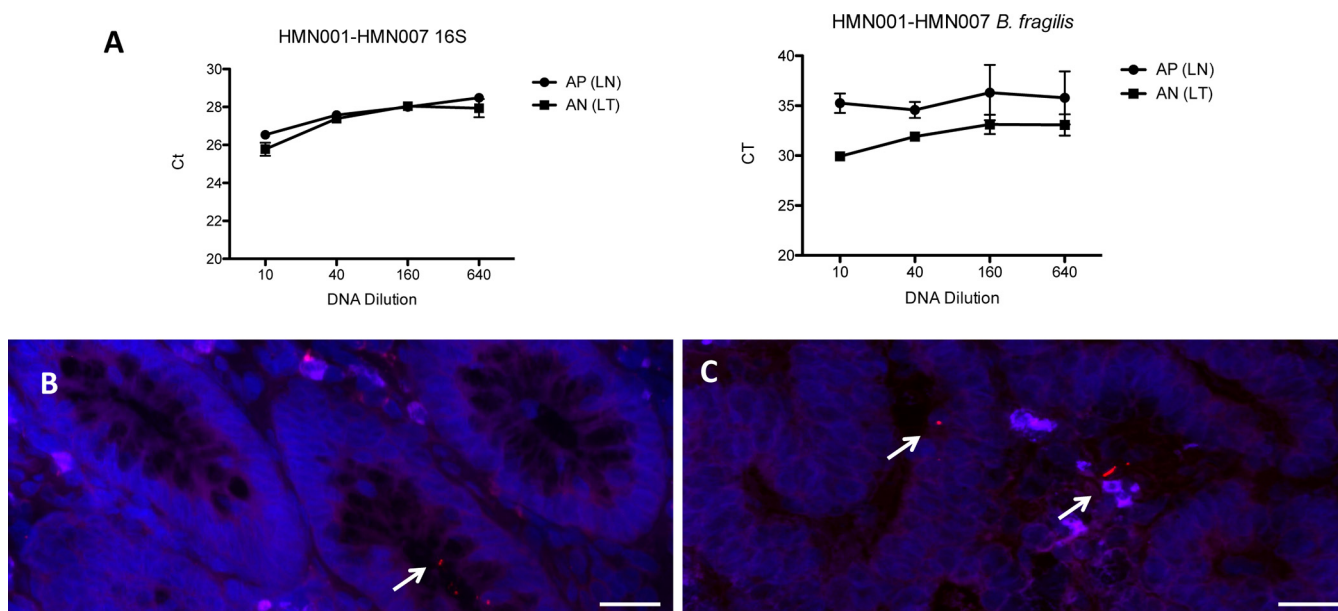 A
HMN001-HMN007 16S
30
28
26
24
22
20
Ct
10 40 160 640
DNA Dilution
AP (LN)
AN (LT)
HMN001-HMN007 B. fragilis
40
35
30
25
20
CT
10 40 160 640
DNA Dilution
AP (LN)
AN (LT)
B
C